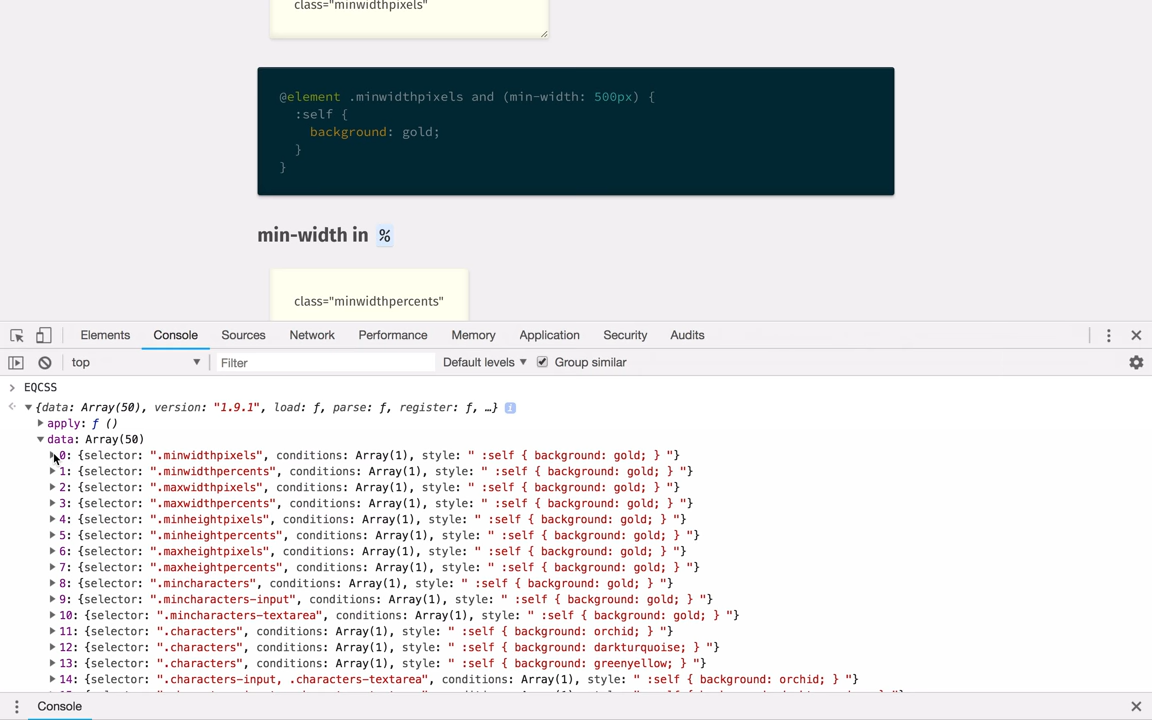 class="minwidthpixels"
@element .minwidthpixels and (min-width: 500px) {
:self {
background: gold;
}
}
min-width in %
class="minwidthpercents"
Elements Console Sources Network Performance Memory Application Security Audits
top Filter Default levels ▼ Group similar
> EQCSS
{data: Array(50), version: "1.9.1", load: ƒ, parse: ƒ, register: ƒ, …} i
apply: ƒ ()
data: Array(50)
0: {selector: ".minwidthpixels", conditions: Array(1), style: " :self { background: gold; } "}
1: {selector: ".minwidthpercents", conditions: Array(1), style: " :self { background: gold; } "}
2: {selector: ".maxwidthpixels", conditions: Array(1), style: " :self { background: gold; } "}
3: {selector: ".maxwidthpercents", conditions: Array(1), style: " :self { background: gold; } "}
4: {selector: ".minheightpixels", conditions: Array(1), style: " :self { background: gold; } "}
5: {selector: ".minheightpercents", conditions: Array(1), style: " :self { background: gold; } "}
6: {selector: ".maxheightpixels", conditions: Array(1), style: " :self { background: gold; } "}
7: {selector: ".maxheightpercents", conditions: Array(1), style: " :self { background: gold; } "}
8: {selector: ".mincharacters", conditions: Array(1), style: " :self { background: gold; } "}
9: {selector: ".mincharacters-input", conditions: Array(1), style: " :self { background: gold; } "}
10: {selector: ".mincharacters-textarea", conditions: Array(1), style: " :self { background: gold; } "}
11: {selector: ".characters", conditions: Array(1), style: " :self { background: orchid; } "}
12: {selector: ".characters", conditions: Array(1), style: " :self { background: darkturquoise; } "}
13: {selector: ".characters", conditions: Array(1), style: " :self { background: greenyellow; } "}
14: {selector: ".characters-input, .characters-textarea", conditions: Array(1), style: " :self { background: orchid; } "}
Console